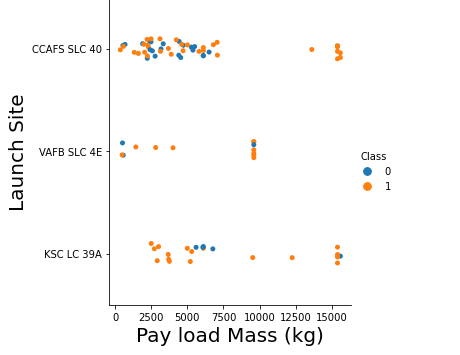 CCAFS SLC 40
VAFB SLC 4E
KSC LC 39A
Launch Site
0 2500 5000 7500 10000 12500 15000
Pay load Mass (kg)
Class
0
1